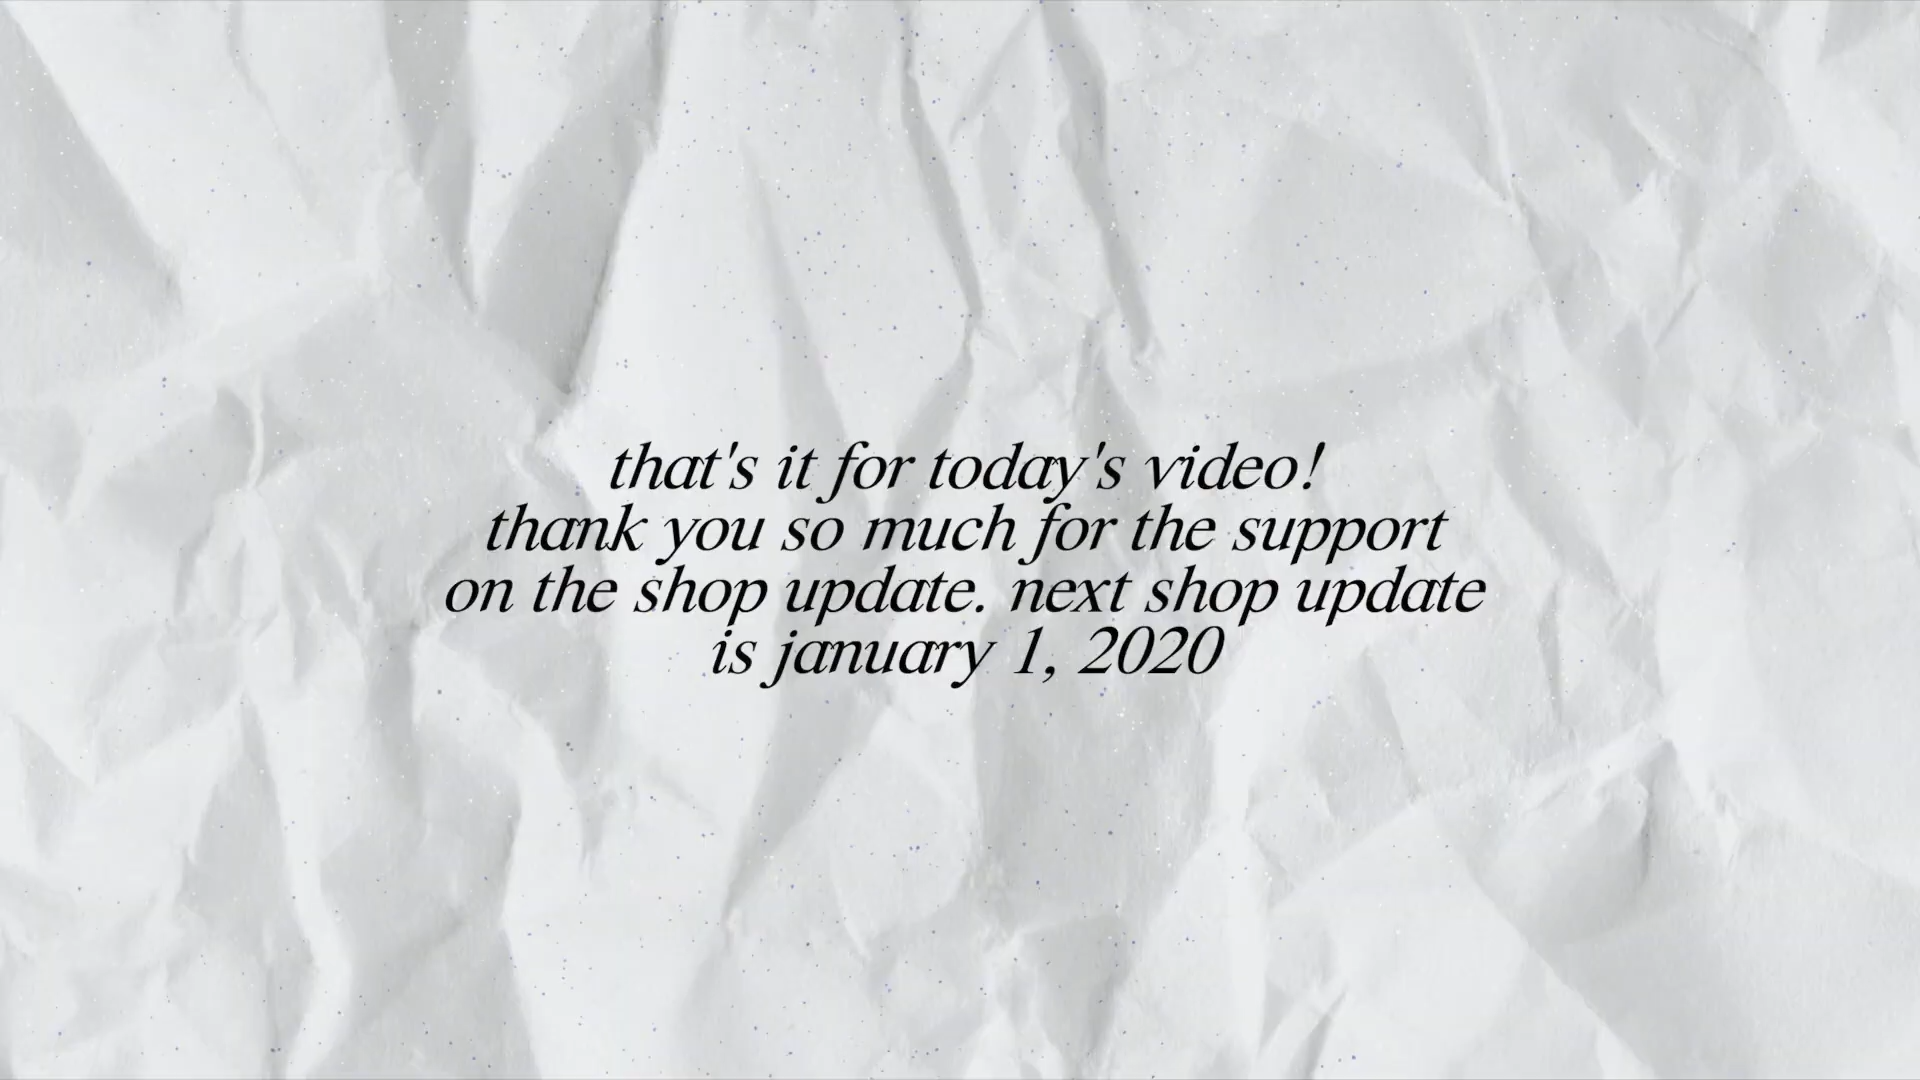 that's it for today's video!
thank you so much for the support
on the shop update. next shop update
is january 1, 2020